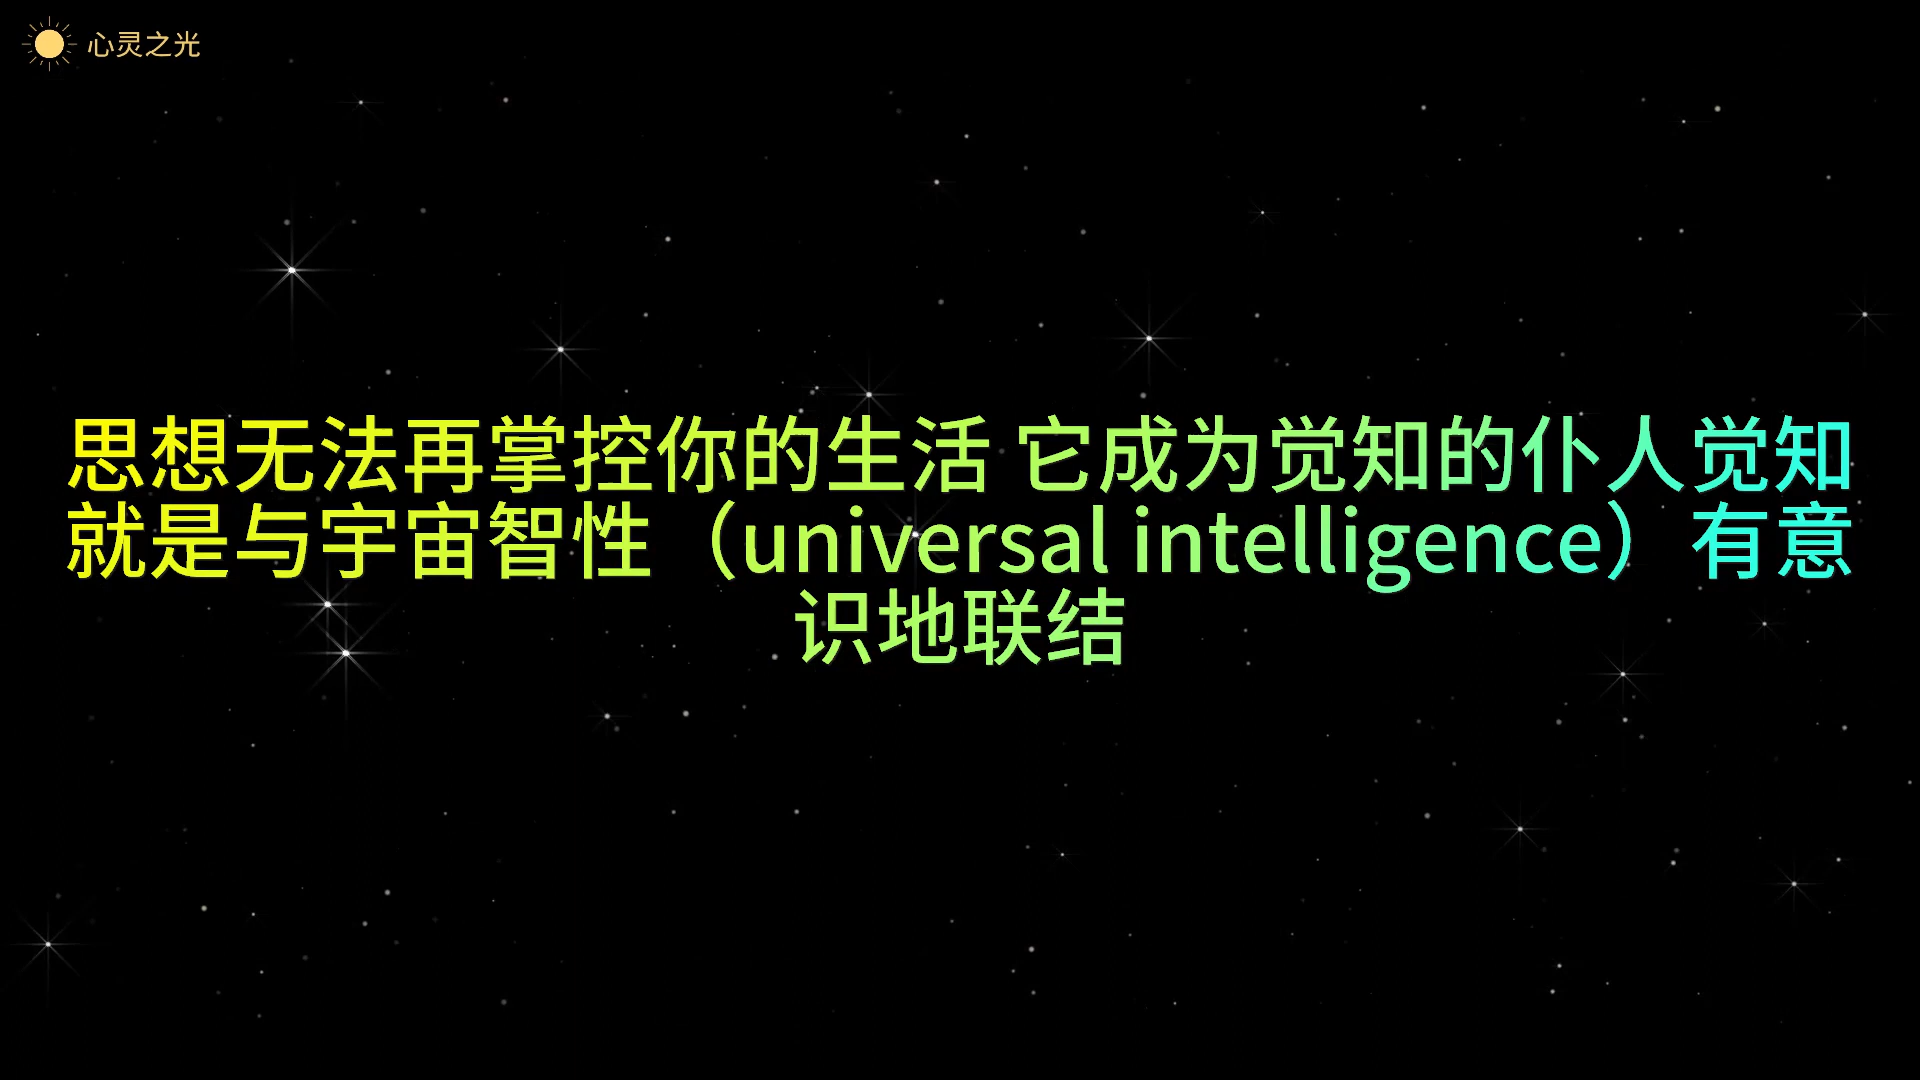 心灵之光
思想无法再掌控你的生活 它成为觉知的仆人觉知
就是与宇宙智性（universal intelligence）有意
识地联结